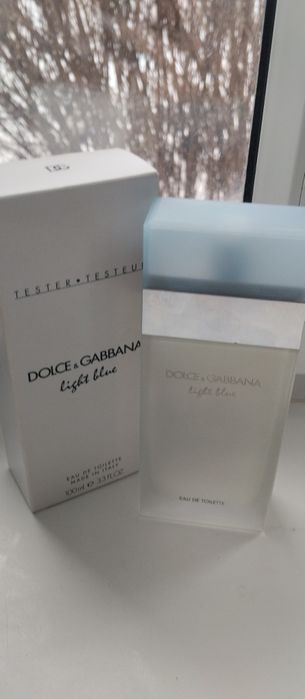 DG
TESTER • TESTEUR
DOLCE & GABBANA
light blue
EAU DE TOILETTE
MADE IN ITALY
100ml ℮ 3.3 FL.OZ.
DOLCE & GABBANA
light blue
EAU DE TOILETTE